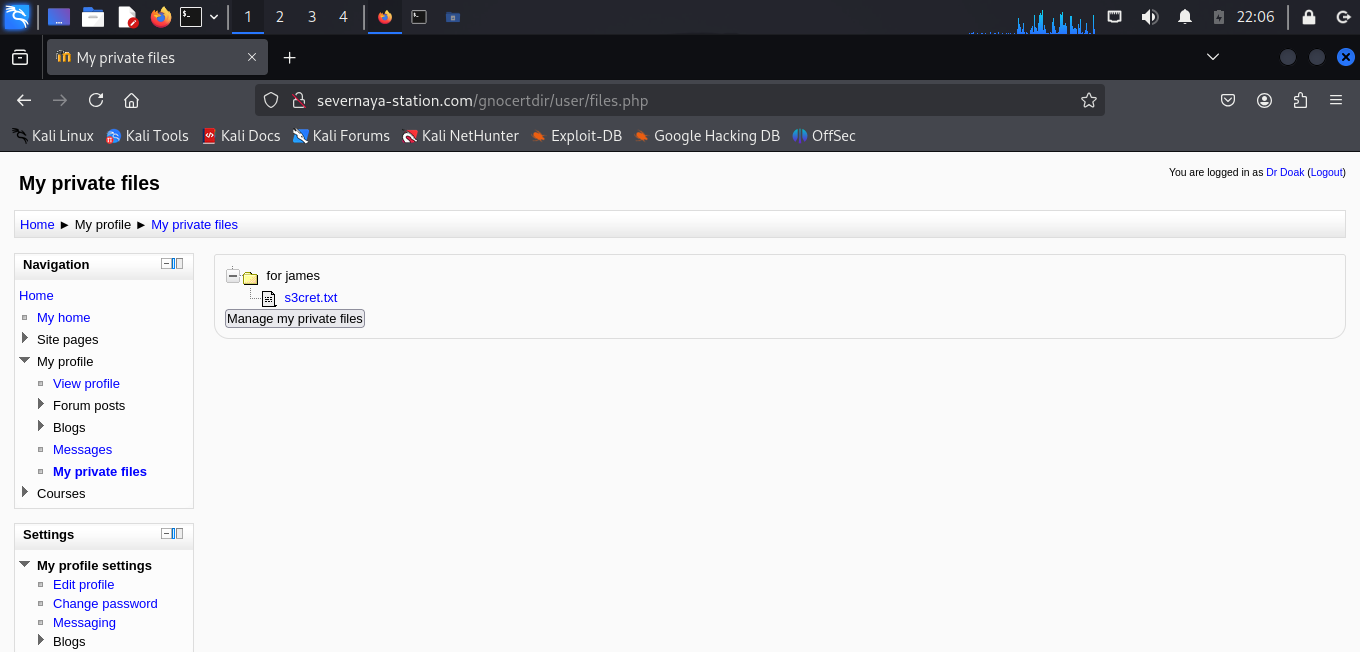 1 2 3 4 22:06
My private files
severnaya-station.com/gnocertdir/user/files.php
Kali Linux Kali Tools Kali Docs Kali Forums Kali NetHunter Exploit-DB Google Hacking DB OffSec
My private files
You are logged in as Dr Doak (Logout)
Home ► My profile ► My private files
Navigation
Home
My home
Site pages
My profile
View profile
Forum posts
Blogs
Messages
My private files
Courses
for james
s3cret.txt
Manage my private files
Settings
My profile settings
Edit profile
Change password
Messaging
Blogs